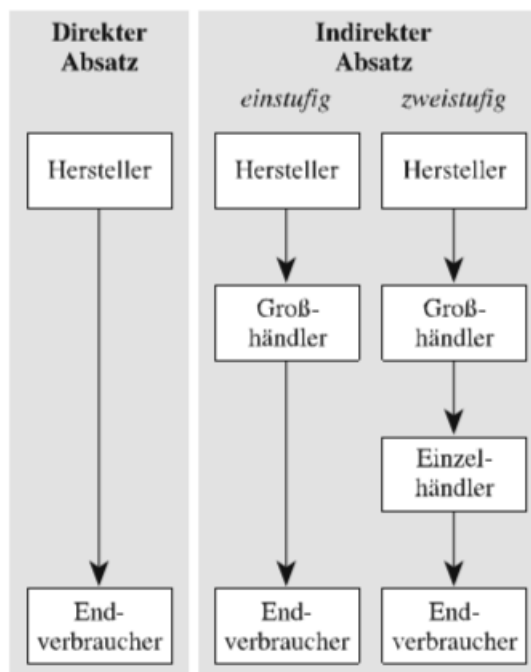 Direkter
Absatz
Hersteller
End-
verbraucher
Indirekter
Absatz
einstufig
zweistufig
Hersteller
Groß-
händler
End-
verbraucher
Hersteller
Groß-
händler
Einzel-
händler
End-
verbraucher